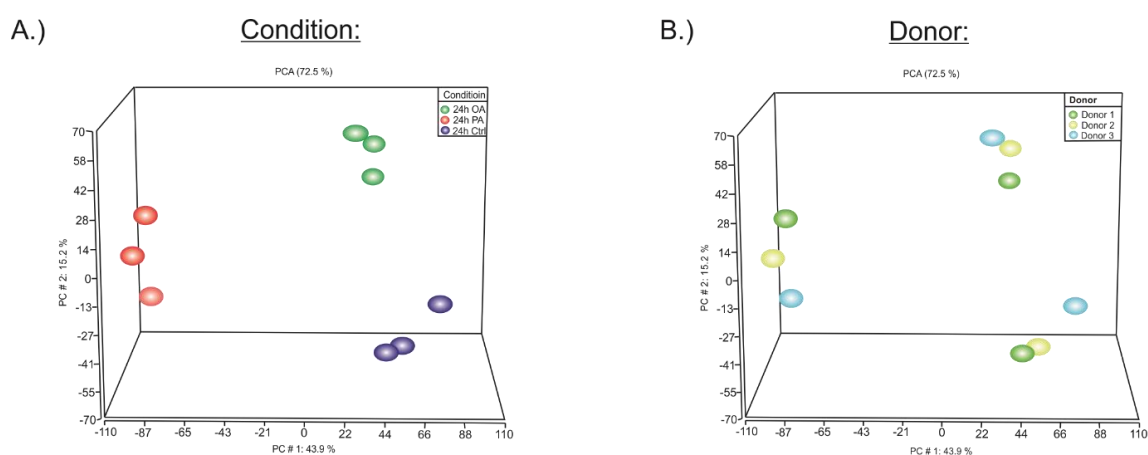 A.)
Condition:
PCA (72.5 %)
Conditioin
24h OA
24h PA
24h Ctrl
70
58
42
28
14
0
-13
-27
-41
-55
-70
PC # 2: 15.2 %
-110 -87 -65 -43 -22 0 22 44 66 88 110
PC # 1: 43.9 %
B.)
Donor:
PCA (72.5 %)
Donor
Donor 1
Donor 2
Donor 3
70
58
42
28
14
0
-13
-27
-41
-55
-70
PC # 2: 15.2 %
-110 -87 -65 -43 -22 0 22 44 66 88 110
PC # 1: 43.9 %